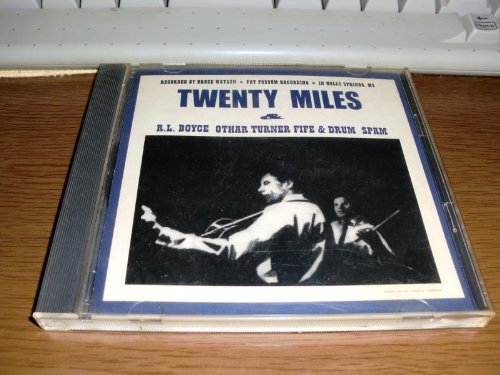 RECORDED BY BRUCE WATSON - FAT POSSUM RECORDING - IN HOLLY SPRINGS, MS
TWENTY MILES
&
R.L. BOYCE OTHAR TURNER FIFE & DRUM SPAM
Home